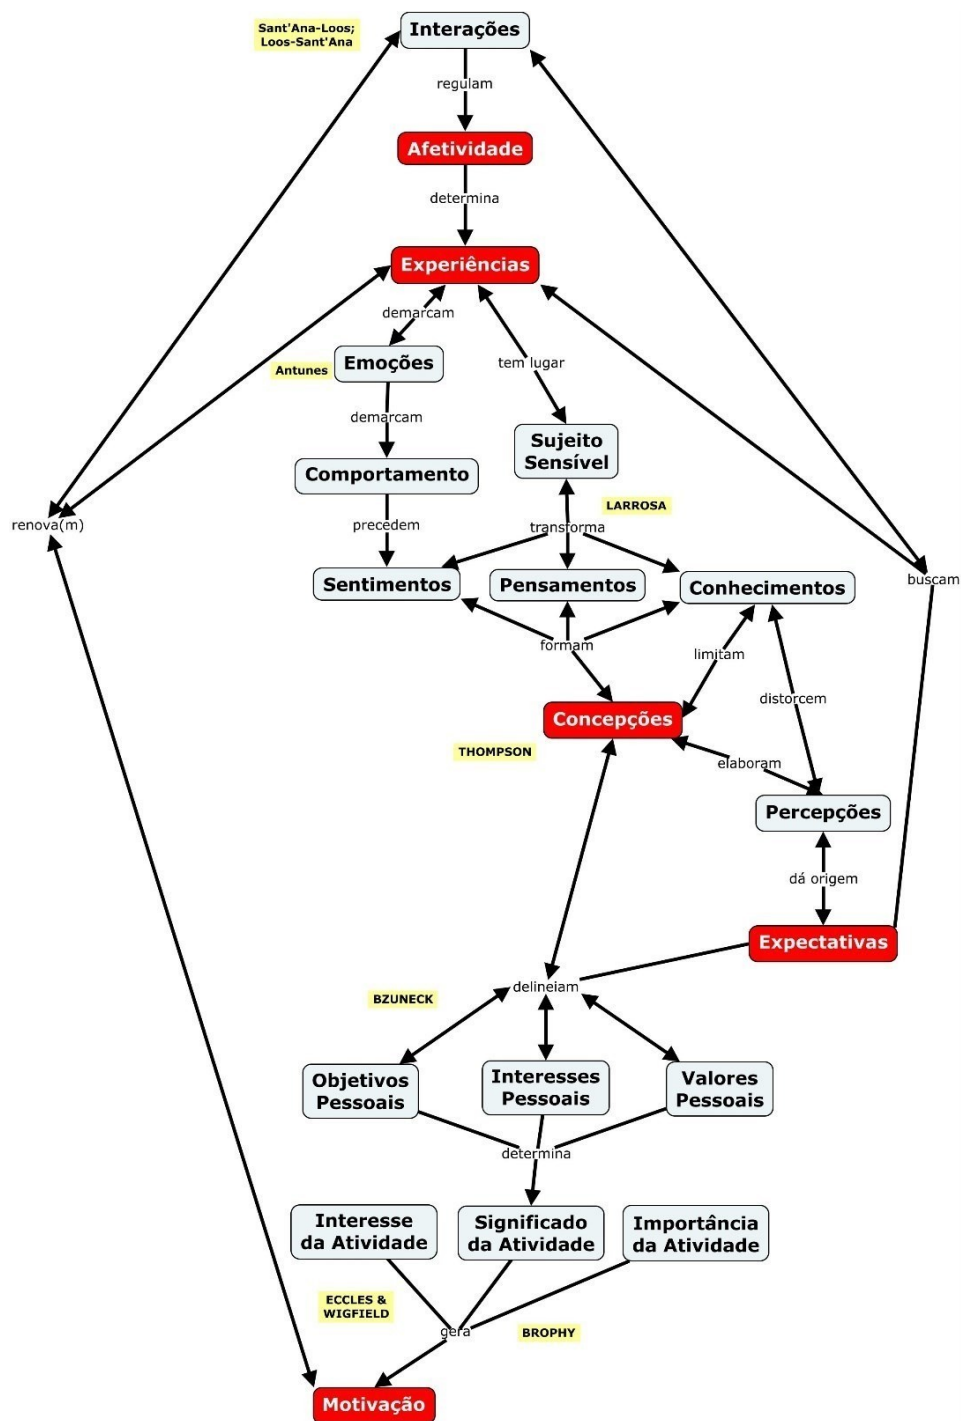 Sant'Ana-Loos;
Loos-Sant'Ana
Interações
regulam
Afetividade
determina
Experiências
demarcam
tem lugar
Emoções
Antunes
demarcam
Sujeito
Sensível
Comportamento
LARROSA
renova(m)
precedem
transforma
buscam
Sentimentos
Pensamentos
Conhecimentos
formam
limitam
distorcem
Concepções
THOMPSON
elaboram
Percepções
dá origem
Expectativas
delineiam
BZUNECK
Objetivos
Pessoais
Interesses
Pessoais
Valores
Pessoais
determina
Interesse
da Atividade
Significado
da Atividade
Importância
da Atividade
ECCLES &
WIGFIELD
gera
BROPHY
Motivação